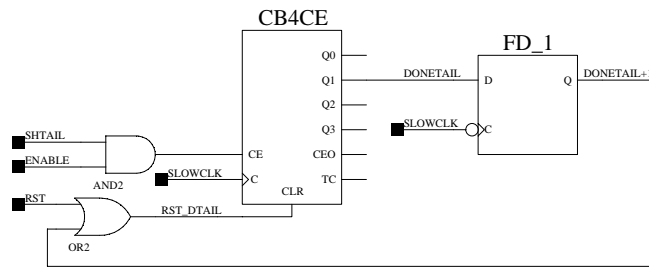 CB4CE
FD_1
Q0
Q1
DONETAIL
D
Q
DONETAIL+
Q2
SHTAIL
Q3
SLOWCLK
C
ENABLE
CE
CEO
SLOWCLK
C
TC
AND2
CLR
RST
RST_DTAIL
OR2